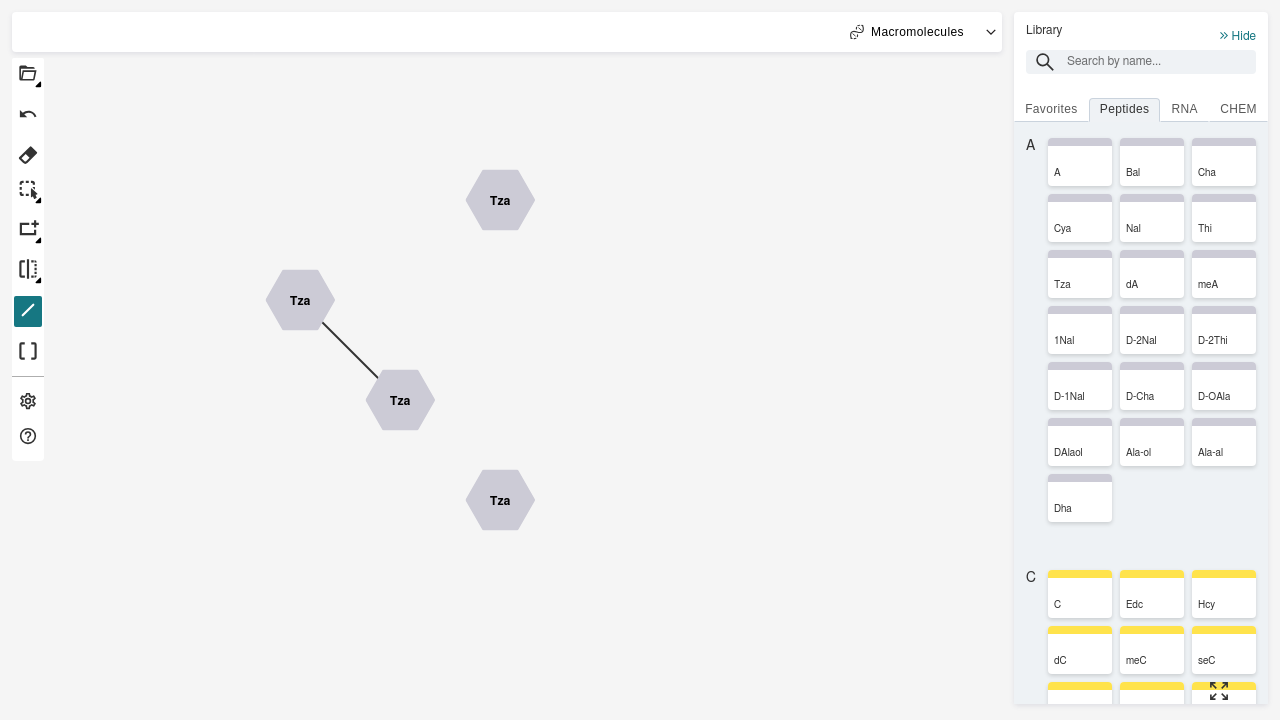 Macromolecules
Library
Hide
Search by name...
Favorites Peptides RNA CHEM
A
A Bal Cha
Cya Nal Thi
Tza dA meA
1Nal D-2Nal D-2Thi
D-1Nal D-Cha D-OAla
DAlaol Ala-ol Ala-al
Dha
C
C Edc Hcy
dC meC seC
Tza
Tza
Tza
Tza